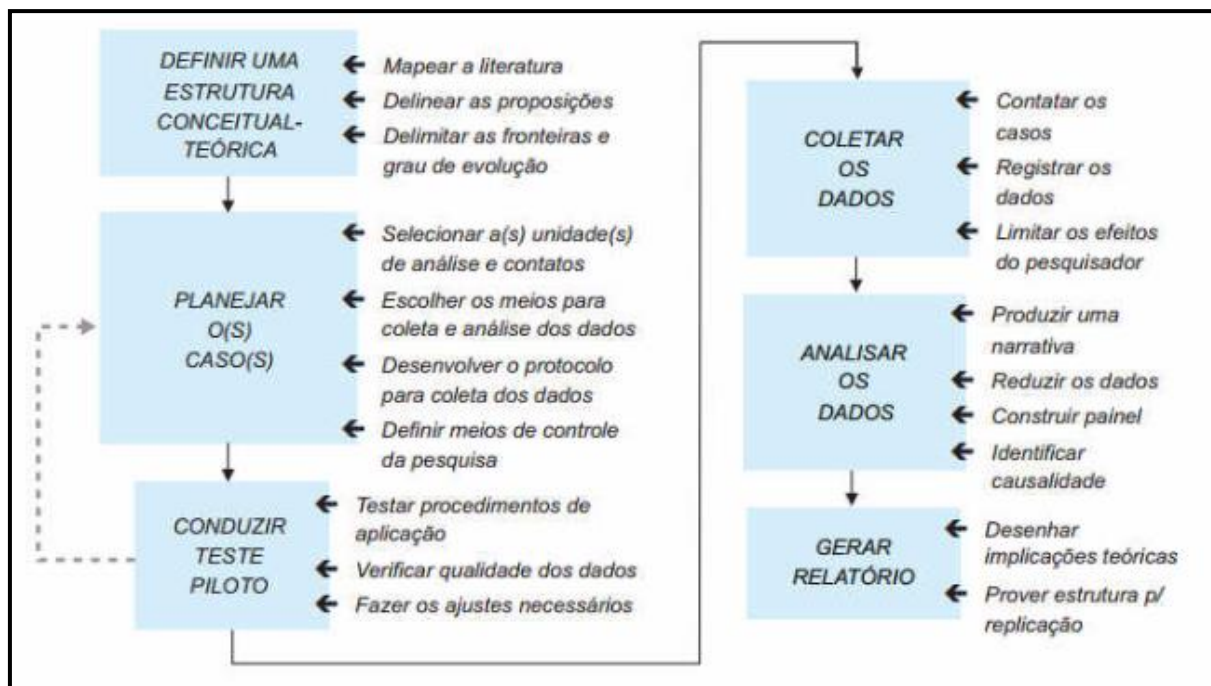 DEFINIR UMA
ESTRUTURA
CONCEITUAL-
TEÓRICA
Mapear a literatura
Delinear as proposições
Delimitar as fronteiras e
grau de evolução
PLANEJAR
O(S)
CASO(S)
Selecionar a(s) unidade(s)
de análise e contatos
Escolher os meios para
coleta e análise dos dados
Desenvolver o protocolo
para coleta dos dados
Definir meios de controle
da pesquisa
CONDUZIR
TESTE
PILOTO
Testar procedimentos de
aplicação
Verificar qualidade dos dados
Fazer os ajustes necessários
COLETAR
OS
DADOS
Contatar os
casos
Registrar os
dados
Limitar os efeitos
do pesquisador
ANALISAR
OS
DADOS
Produzir uma
narrativa
Reduzir os dados
Construir painel
Identificar
causalidade
GERAR
RELATÓRIO
Desenhar
implicações teóricas
Prover estrutura p/
replicação